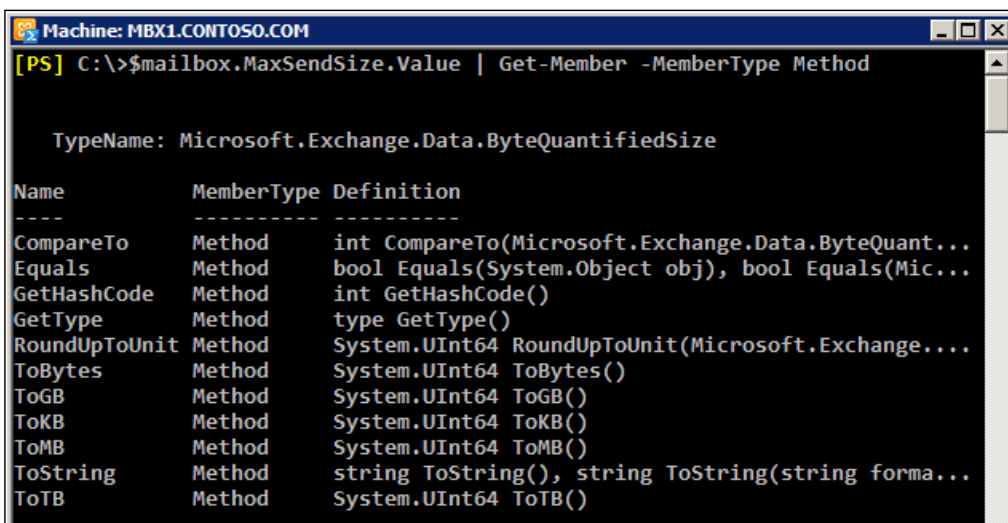 Machine: MBX1.CONTOSO.COM
[PS] C:\>$mailbox.MaxSendSize.Value | Get-Member -MemberType Method
TypeName: Microsoft.Exchange.Data.ByteQuantifiedSize
Name MemberType Definition
---- ---------- ----------
CompareTo Method int CompareTo(Microsoft.Exchange.Data.ByteQuant...
Equals Method bool Equals(System.Object obj), bool Equals(Mic...
GetHashCode Method int GetHashCode()
GetType Method type GetType()
RoundUpToUnit Method System.UInt64 RoundUpToUnit(Microsoft.Exchange....
ToBytes Method System.UInt64 ToBytes()
ToGB Method System.UInt64 ToGB()
ToKB Method System.UInt64 ToKB()
ToMB Method System.UInt64 ToMB()
ToString Method string ToString(), string ToString(string forma...
ToTB Method System.UInt64 ToTB()